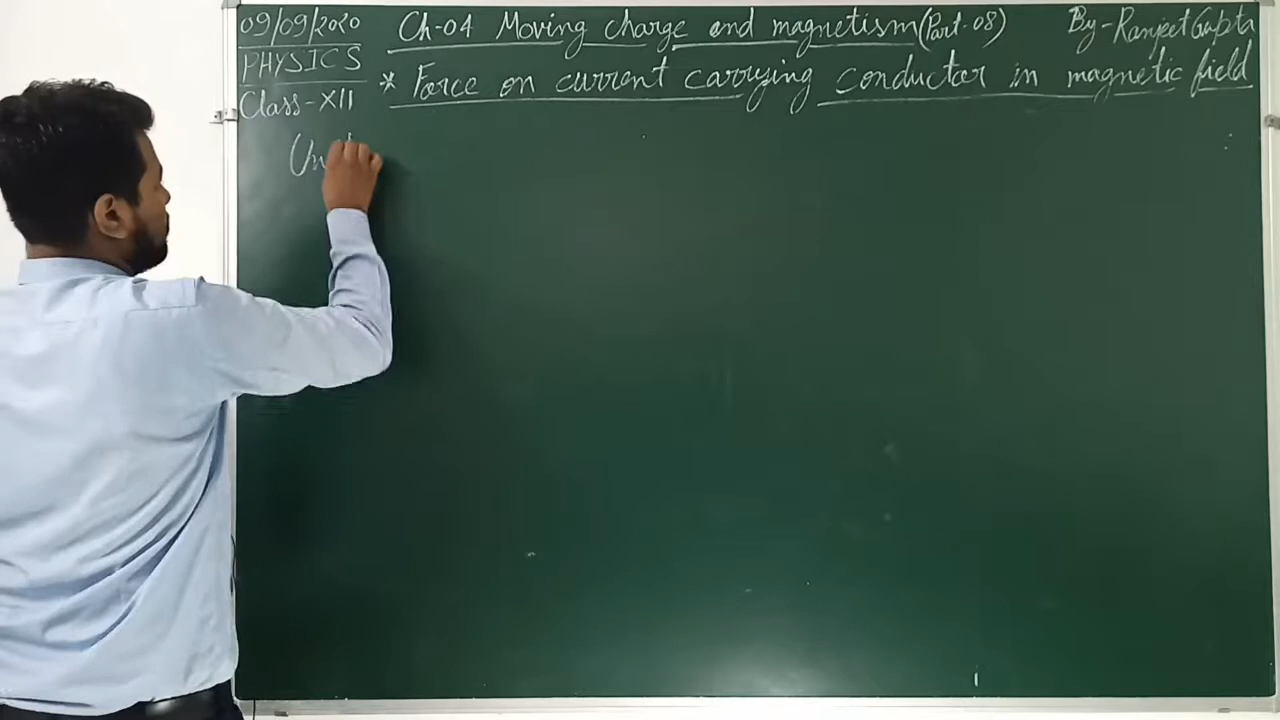 09/09/2020 Ch-04 Moving charge and magnetism (Part-08) By-Ranjeet Gupta
PHYSICS
* Force on current carrying conductor in magnetic field
Class-XII